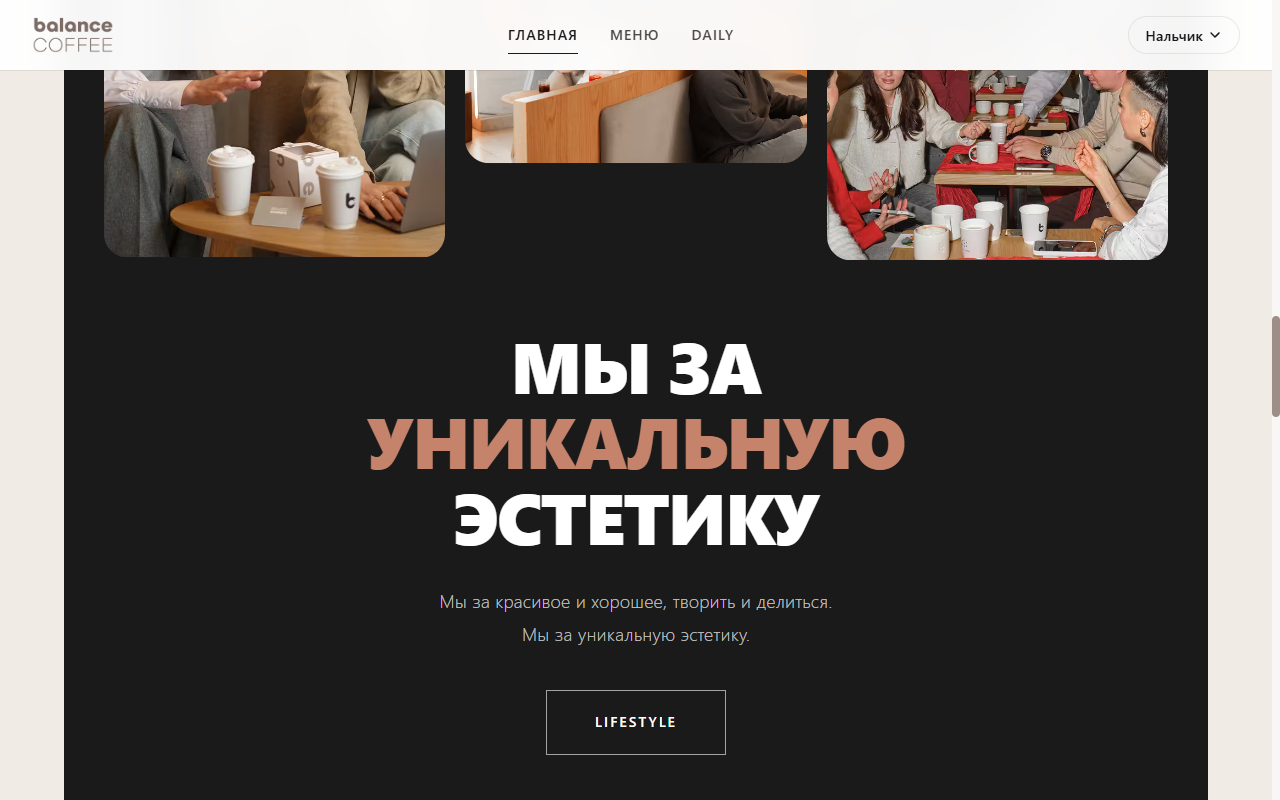 balance
COFFEE
ГЛАВНАЯ
МЕНЮ
DAILY
Нальчик
МЫ ЗА
УНИКАЛЬНУЮ
ЭСТЕТИКУ
Мы за красивое и хорошее, творить и делиться.
Мы за уникальную эстетику.
LIFESTYLE